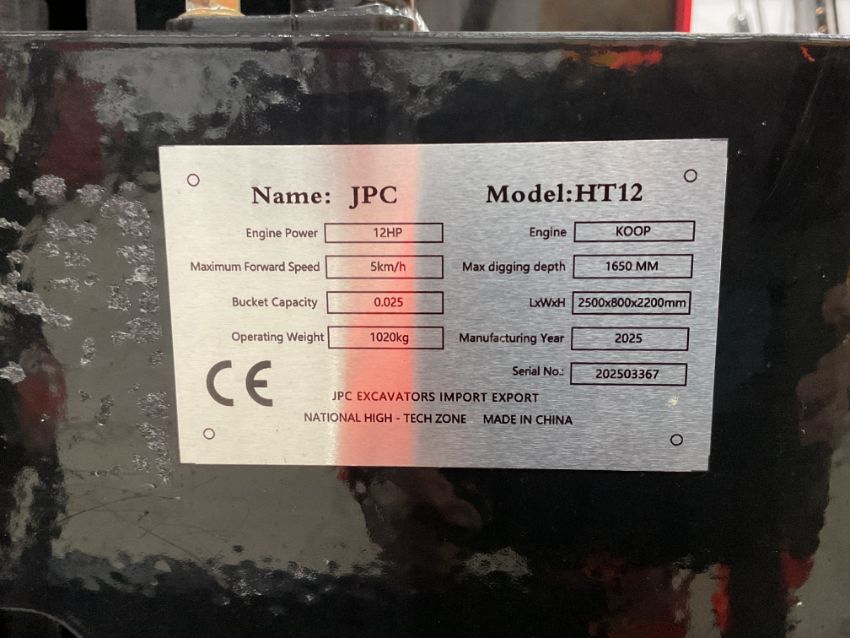 Name: JPC Model:HT12
Engine Power 12HP Engine KOOP
Maximum Forward Speed 5km/h Max digging depth 1650 MM
Bucket Capacity 0.025 LxWxH 2500x800x2200mm
Operating Weight 1020kg Manufacturing Year 2025
Serial No.: 202503367
CE
JPC EXCAVATORS IMPORT EXPORT
NATIONAL HIGH - TECH ZONE MADE IN CHINA